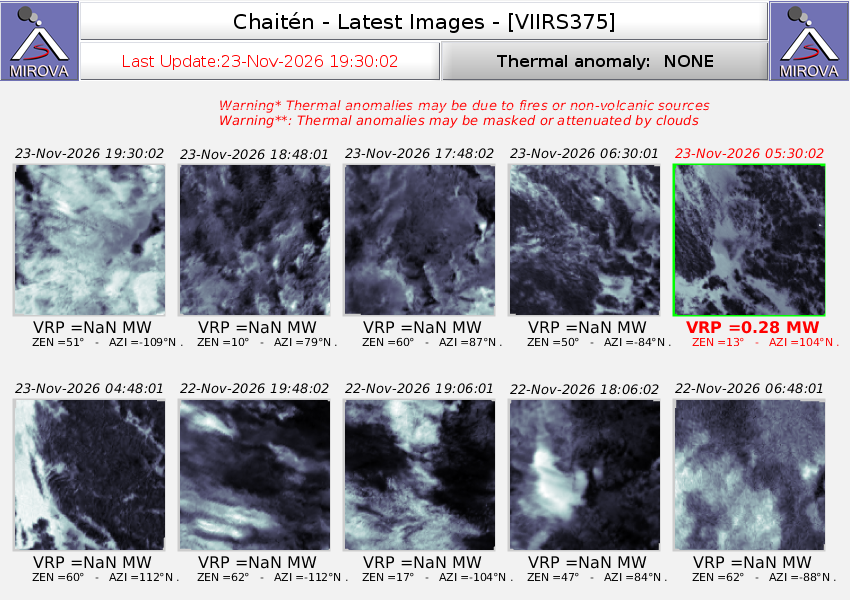 Chaitén - Latest Images - [VIIRS375]
MIROVA
Last Update:23-Nov-2026 19:30:02
Thermal anomaly: NONE
MIROVA
Warning* Thermal anomalies may be due to fires or non-volcanic sources
Warning**: Thermal anomalies may be masked or attenuated by clouds
23-Nov-2026 19:30:02 23-Nov-2026 18:48:01 23-Nov-2026 17:48:02 23-Nov-2026 06:30:01 23-Nov-2026 05:30:02
VRP =NaN MW VRP =NaN MW VRP =NaN MW VRP =NaN MW VRP =0.28 MW
ZEN =51° - AZI =-109°N . ZEN =10° - AZI =79°N . ZEN =60° - AZI =87°N . ZEN =50° - AZI =-84°N . ZEN =13° - AZI =104°N .
23-Nov-2026 04:48:01 22-Nov-2026 19:48:02 22-Nov-2026 19:06:01 22-Nov-2026 18:06:02 22-Nov-2026 06:48:01
VRP =NaN MW VRP =NaN MW VRP =NaN MW VRP =NaN MW VRP =NaN MW
ZEN =60° - AZI =112°N . ZEN =62° - AZI =-112°N . ZEN =17° - AZI =-104°N . ZEN =47° - AZI =84°N . ZEN =62° - AZI =-88°N .